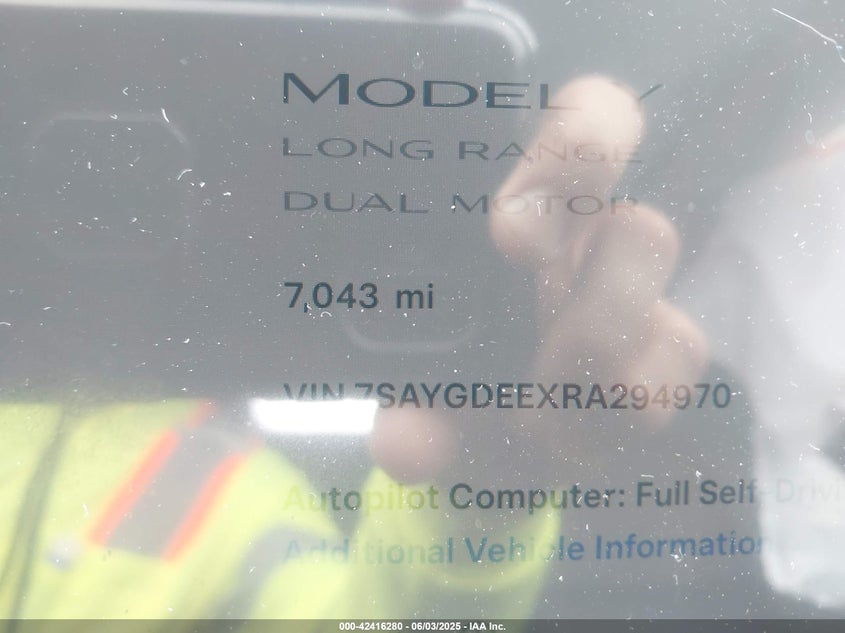 MODEL Y
LONG RANGE
DUAL MOTOR
7,043 mi
VIN 7SAYGDEEXRA294970
Autopilot Computer: Full Self-Drivi
Additional Vehicle Information
000-42416280 - 06/03/2025 - IAA Inc.